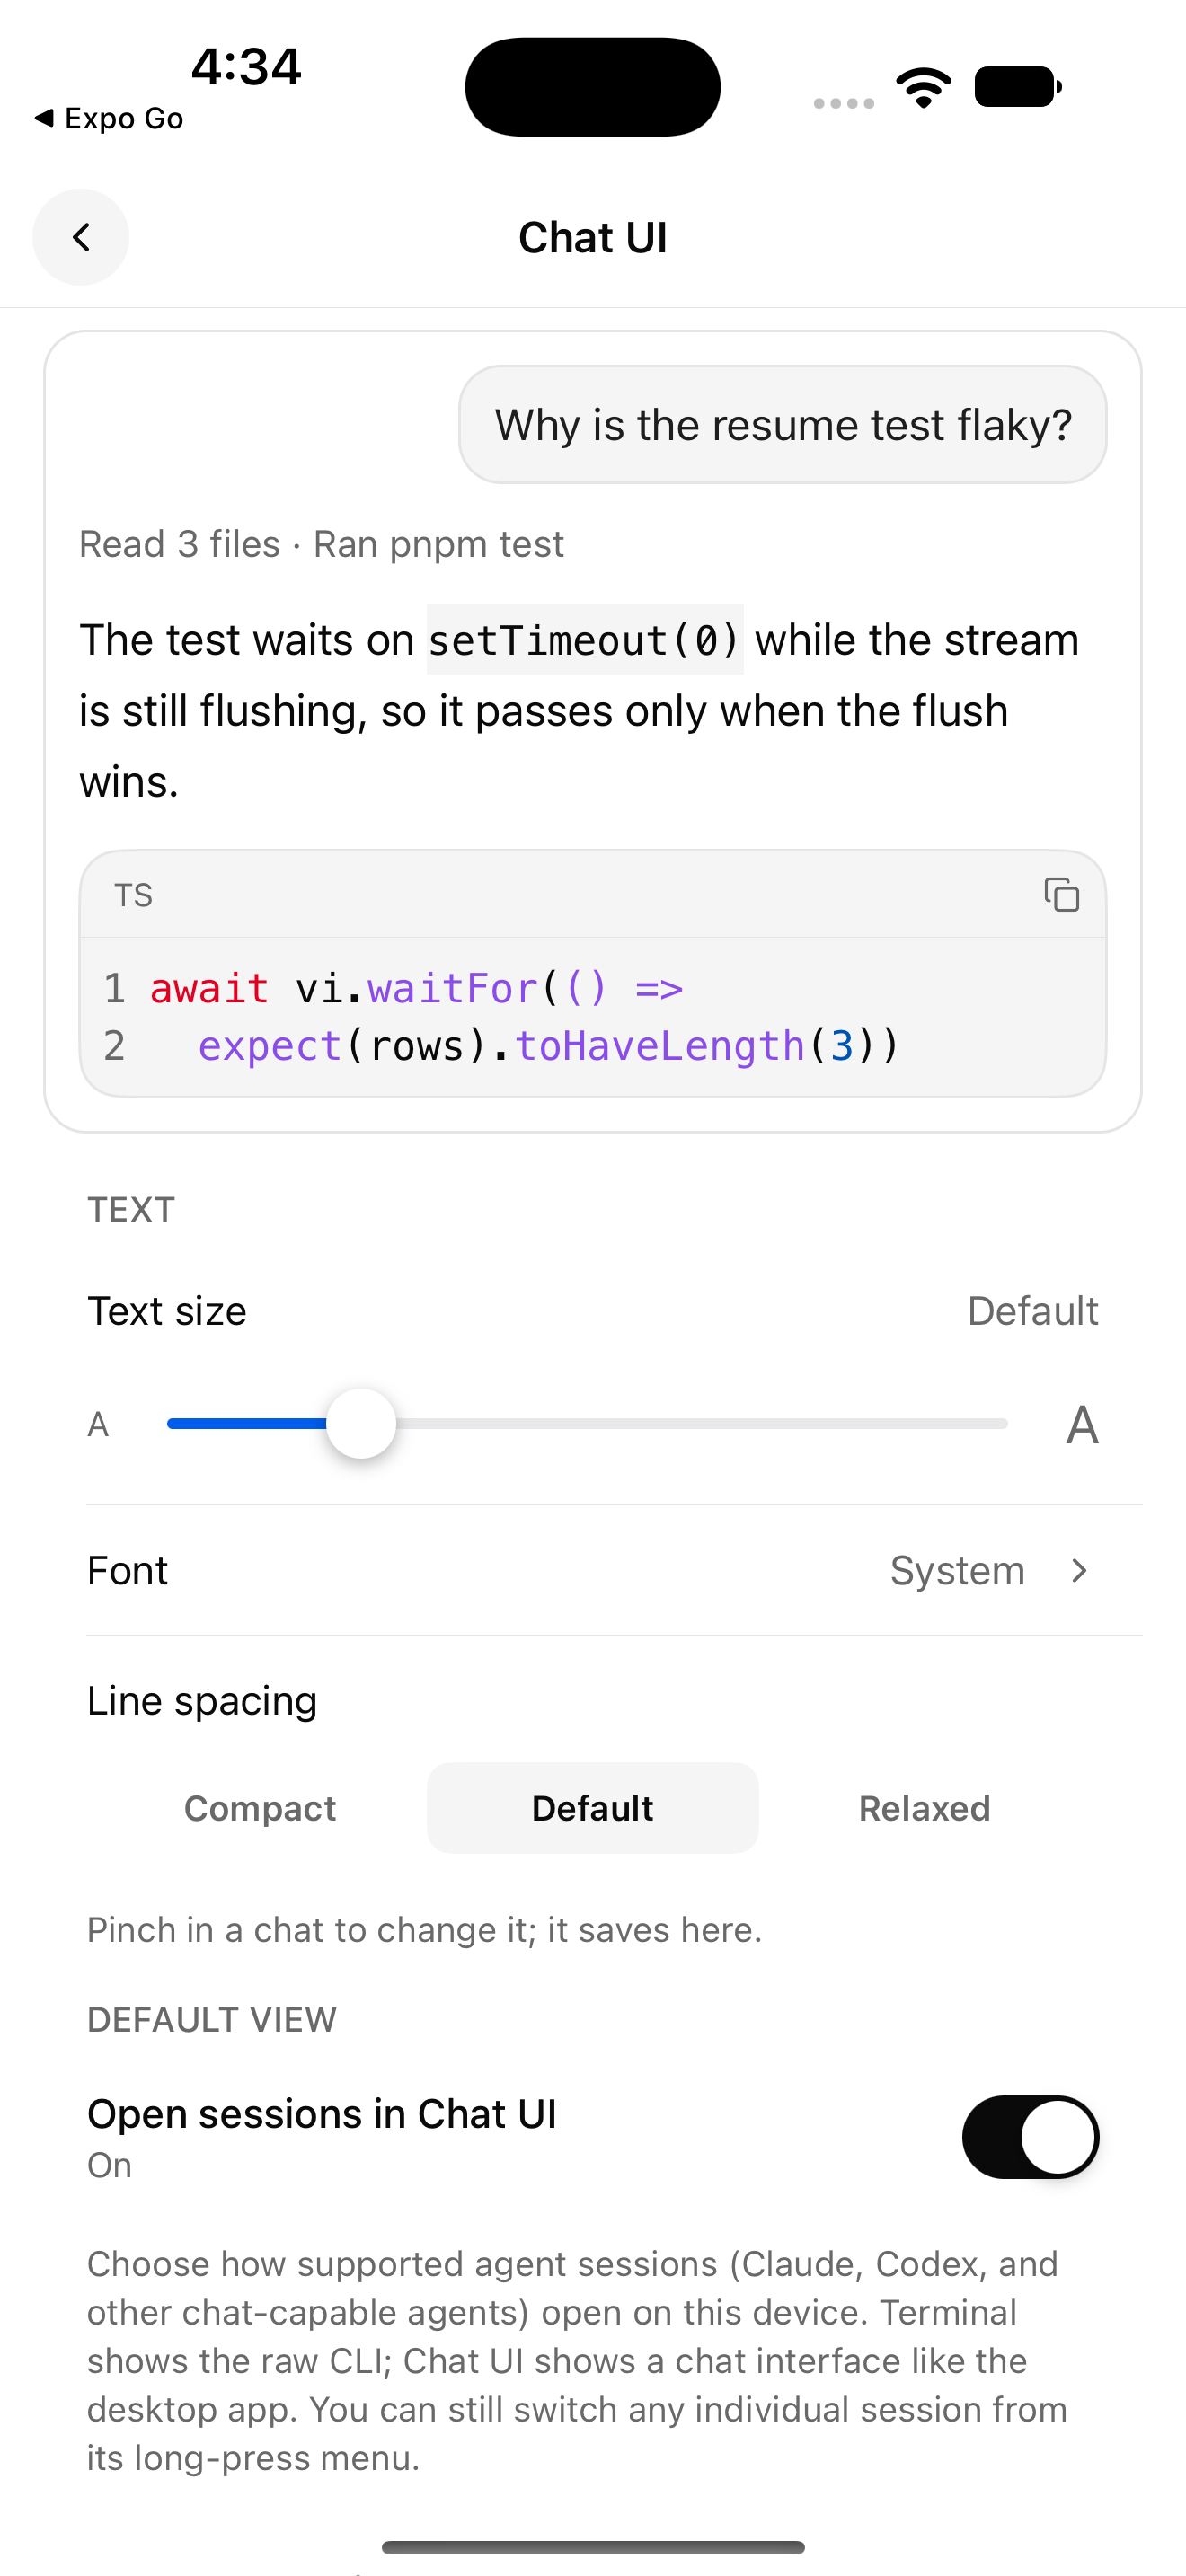 4:34
Expo Go
Chat UI
Why is the resume test flaky?
Read 3 files · Ran pnpm test
The test waits on setTimeout(0) while the stream
is still flushing, so it passes only when the flush
wins.
TS
1 await vi.waitFor(() =>
2   expect(rows).toHaveLength(3))
TEXT
Text size Default
A A
Font System
Line spacing
Compact Default Relaxed
Pinch in a chat to change it; it saves here.
DEFAULT VIEW
Open sessions in Chat UI
On
Choose how supported agent sessions (Claude, Codex, and
other chat-capable agents) open on this device. Terminal
shows the raw CLI; Chat UI shows a chat interface like the
desktop app. You can still switch any individual session from
its long-press menu.